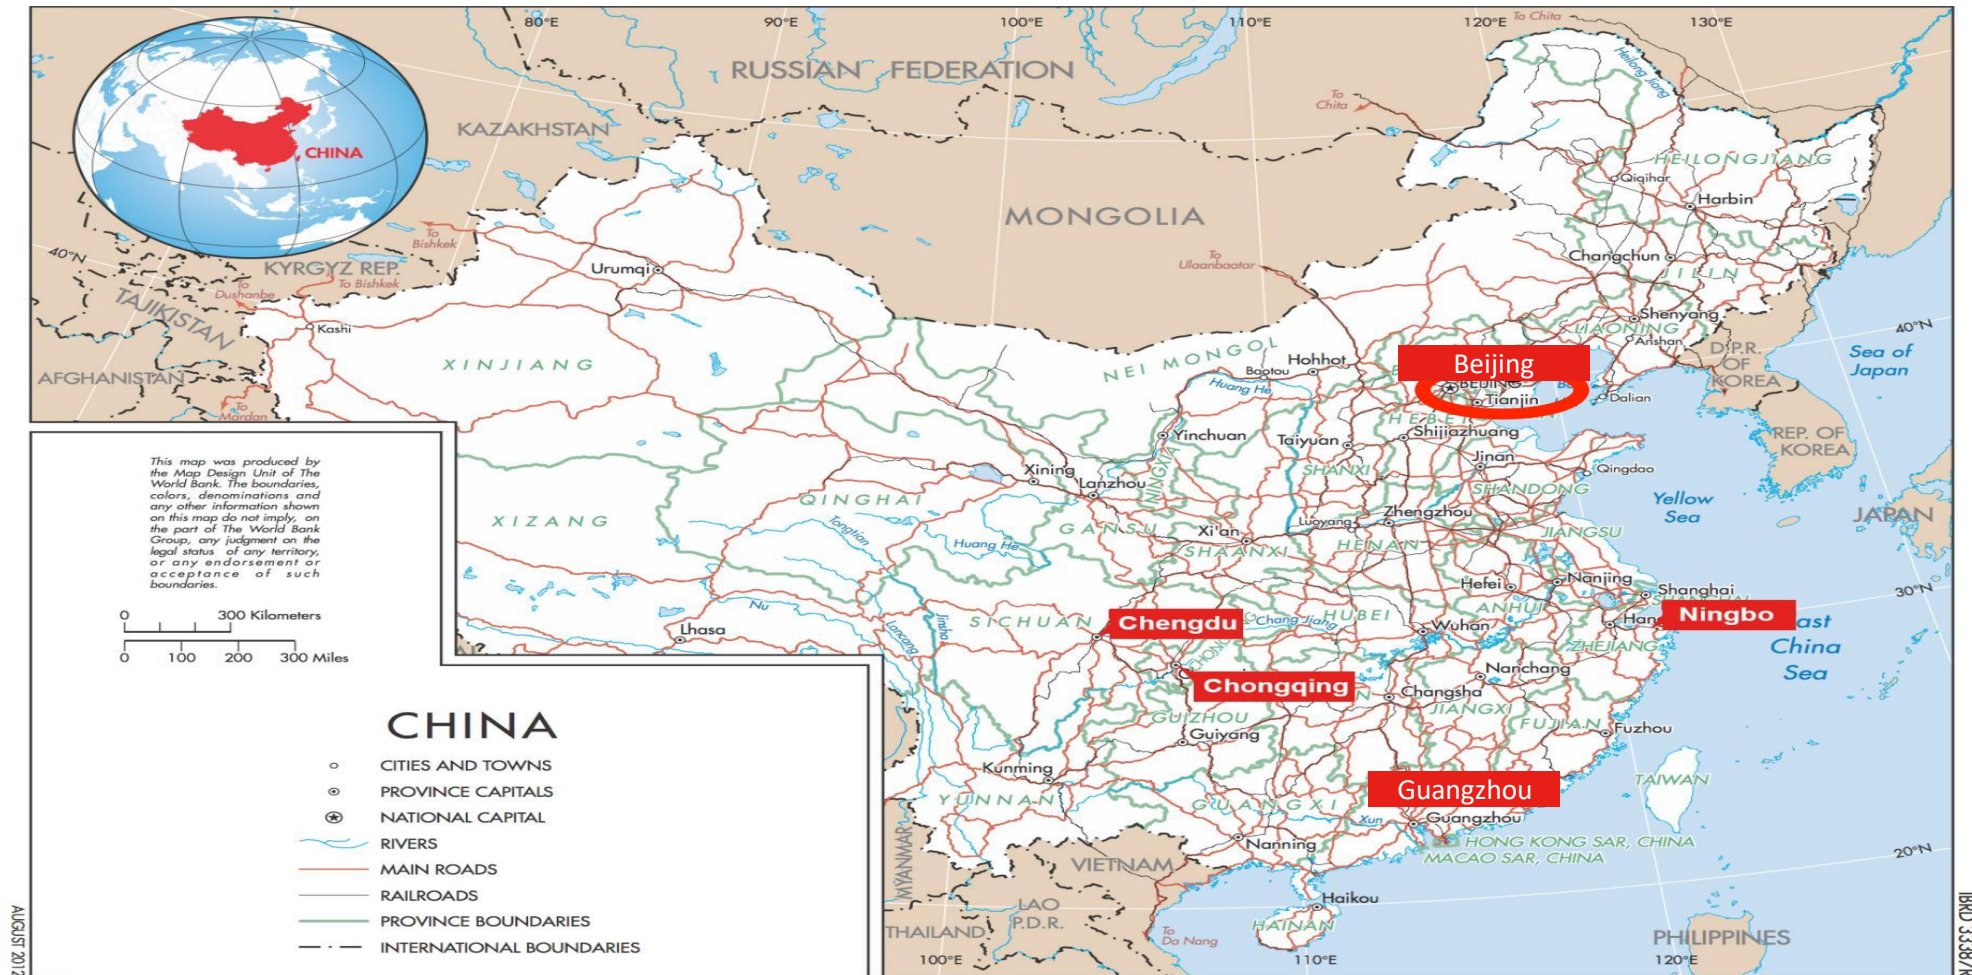 80°E
90°E
100°E
110°E
120°E
130°E
To Chita
RUSSIAN FEDERATION
Heilong Jiang
To
Chita
KAZAKHSTAN
CHINA
HEILONGJIANG
Qiqihar
Harbin
MONGOLIA
To
Bishkek
To
Ulaanbaatar
40°N
KYRGYZ REP.
To Bishkek
Urumqi
Changchun
JILIN
To
Dushanbe
TAJIKISTAN
Kashi
Shenyang
LIAONING
Anshan
40°N
XINJIANG
NEI MONGOL
Hohhot
Baotou
Huang He
Beijing
BEIJING
Tianjin
Dalian
D.P.R.
OF
KOREA
Sea of
Japan
AFGHANISTAN
To
Mardan
HEBEI
Yinchuan
NINGXIA
Taiyuan
Shijiazhuang
REP. OF
KOREA
SHANXI
Jinan
Qingdao
SHANDONG
Xining
Lanzhou
QINGHAI
GANSU
Yellow
Sea
JAPAN
XIZANG
Tongtian
Huang He
Xi'an
Luoyang
Zhengzhou
SHAANXI
HENAN
JIANGSU
This map was produced by
the Map Design Unit of The
World Bank. The boundaries,
colors, denominations and
any other information shown
on this map do not imply, on
the part of The World Bank
Group, any judgment on the
legal status of any territory,
or any endorsement or
acceptance of such
boundaries.
Hefei
Nanjing
Shanghai
30°N
Nu
Lancang
Jinsha
ANHUI
HUBEI
Chang Jiang
Wuhan
Ningbo
0 300 Kilometers
0 100 200 300 Miles
Lhasa
SICHUAN
Chengdu
ZHEJIANG
China
Sea
Chongqing
Nanchang
Changsha
JIANGXI
GUIZHOU
Guiyang
FUJIAN
Fuzhou
CHINA
CITIES AND TOWNS
PROVINCE CAPITALS
NATIONAL CAPITAL
RIVERS
MAIN ROADS
RAILROADS
PROVINCE BOUNDARIES
INTERNATIONAL BOUNDARIES
Kunming
YUNNAN
GUANGXI
Guangzhou
Xun
Guangzhou
TAIWAN
Nanning
HONG KONG SAR, CHINA
MACAO SAR, CHINA
20°N
MYANMAR
VIETNAM
LAO
P.D.R.
Haikou
HAINAN
THAILAND
To
Da Nang
PHILIPPINES
100°E
110°E
120°E
AUGUST 2012